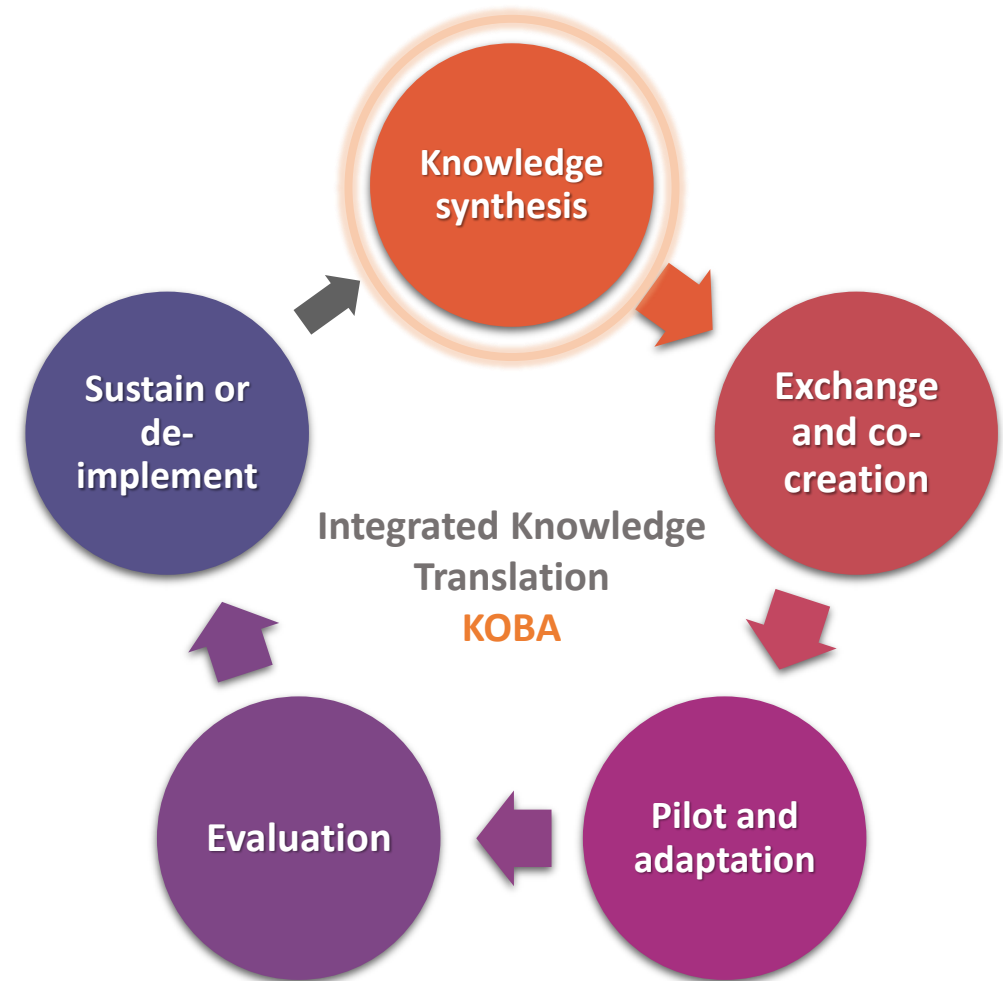 Knowledge
synthesis
Exchange
and co-
creation
Pilot and
adaptation
Evaluation
Sustain or
de-
implement
Integrated Knowledge
Translation
KOBA